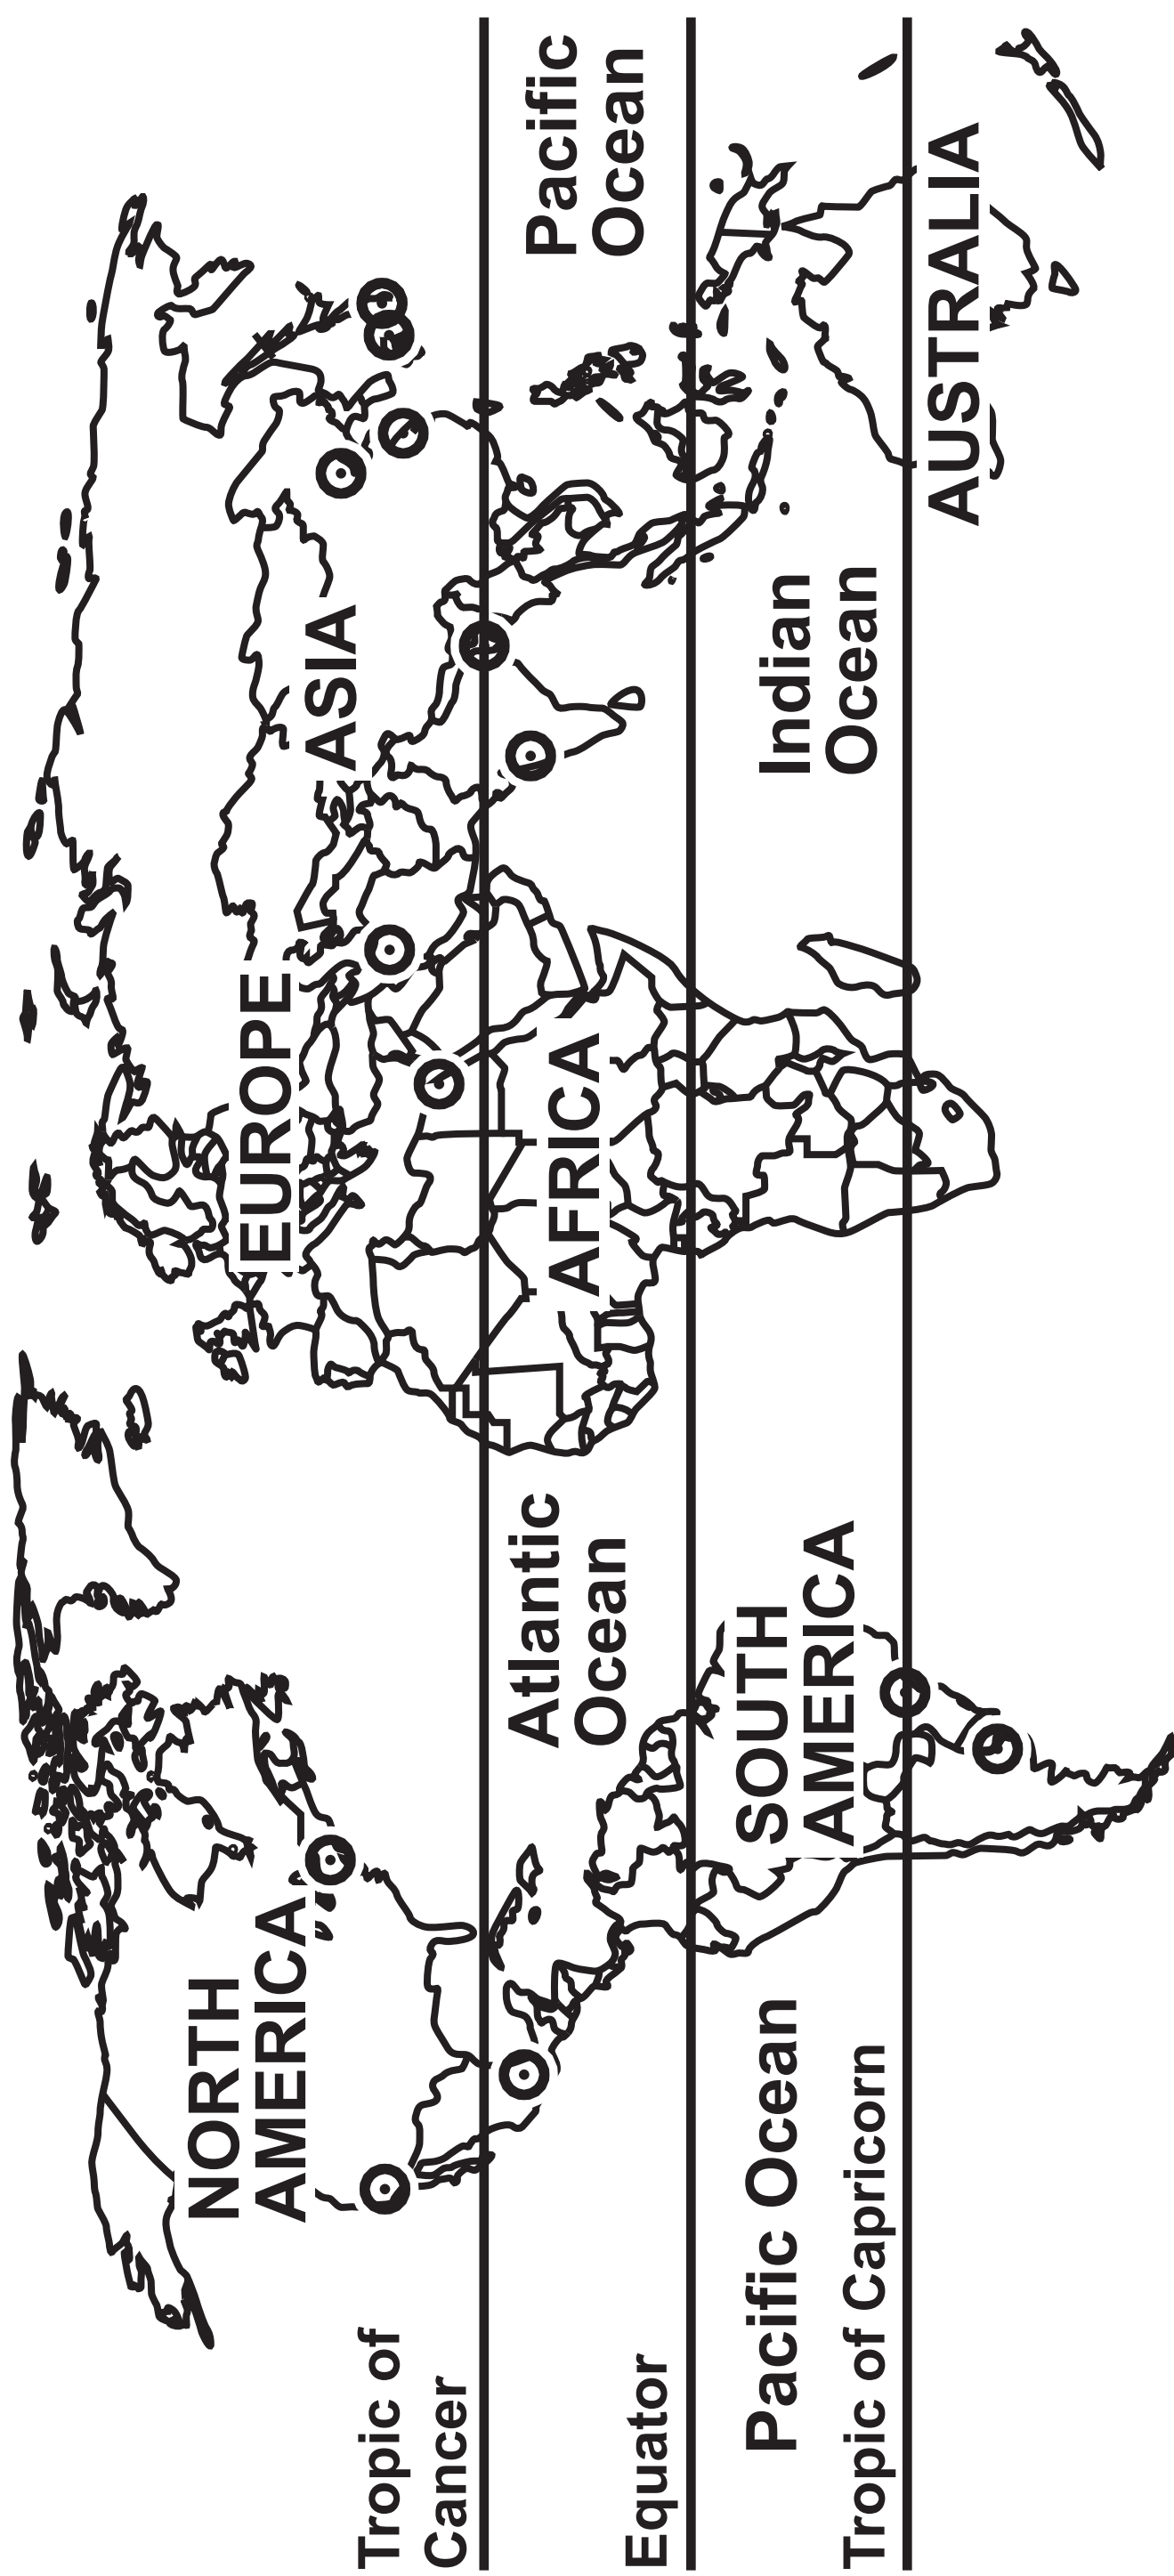 NORTH
AMERICA
EUROPE
ASIA
Tropic of
Cancer
Atlantic
Ocean
AFRICA
Pacific
Ocean
Equator
Pacific Ocean
SOUTH
AMERICA
Indian
Ocean
Tropic of Capricorn
AUSTRALIA